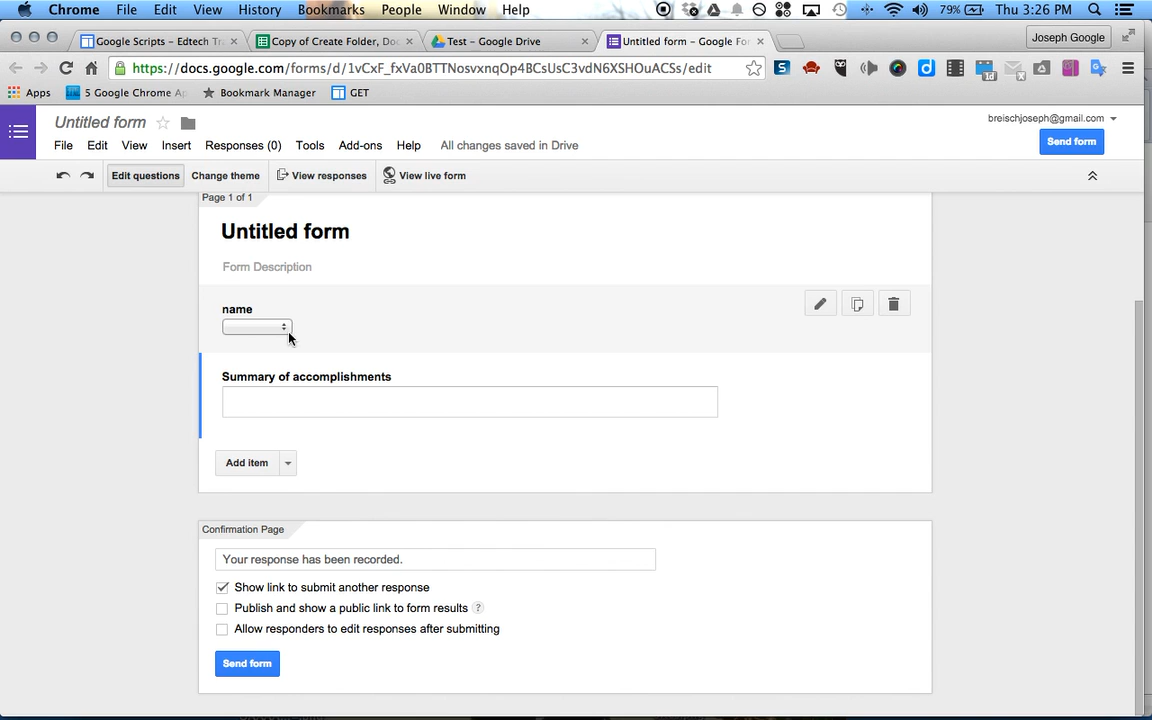 Chrome File Edit View History Bookmarks People Window Help 79% Thu 3:26 PM
Google Scripts – Edtech Tr Copy of Create Folder, Doc Test – Google Drive Untitled form – Google For Joseph Google
https://docs.google.com/forms/d/1vCxF_fxVa0BTTNosvxnqOp4BCsUsC3vdN6XSHOuACSs/edit
Apps 5 Google Chrome Ap Bookmark Manager GET
Untitled form breischjoseph@gmail.com
File Edit View Insert Responses (0) Tools Add-ons Help All changes saved in Drive Send form
Edit questions Change theme View responses View live form
Page 1 of 1
Untitled form
Form Description
name
Summary of accomplishments
Add item
Confirmation Page
Your response has been recorded.
Show link to submit another response
Publish and show a public link to form results ?
Allow responders to edit responses after submitting
Send form